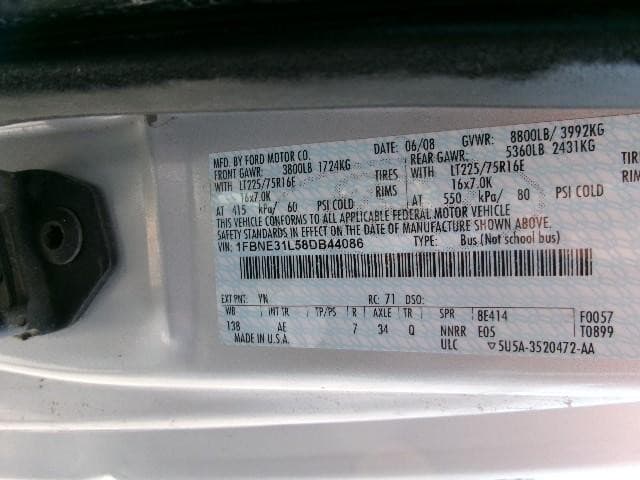 MFD. BY FORD MOTOR CO. DATE: 06/08 GVWR: 8800LB/ 3992KG
FRONT GAWR: 3800LB 1724KG REAR GAWR: 5360LB 2431KG
WITH LT225/75R16E TIRES WITH LT225/75R16E TIRE
16x7.0K RIMS 16x7.0K RIMS
AT 415 kPa/ 60 PSI COLD AT 550 kPa/ 80 PSI COLD
THIS VEHICLE CONFORMS TO ALL APPLICABLE FEDERAL MOTOR VEHICLE
SAFETY STANDARDS IN EFFECT ON THE DATE OF MANUFACTURE SHOWN ABOVE.
VIN: 1FBNE31L58DB44086 TYPE: Bus (Not school bus)
EXT PNT: YN RC: 71 DSO:
WB INT TR TP/PS R AXLE TR SPR 8E414 F0057
138 AE 7 34 Q NNRR E05 T0899
MADE IN U.S.A. ULC 5U5A-3520472-AA